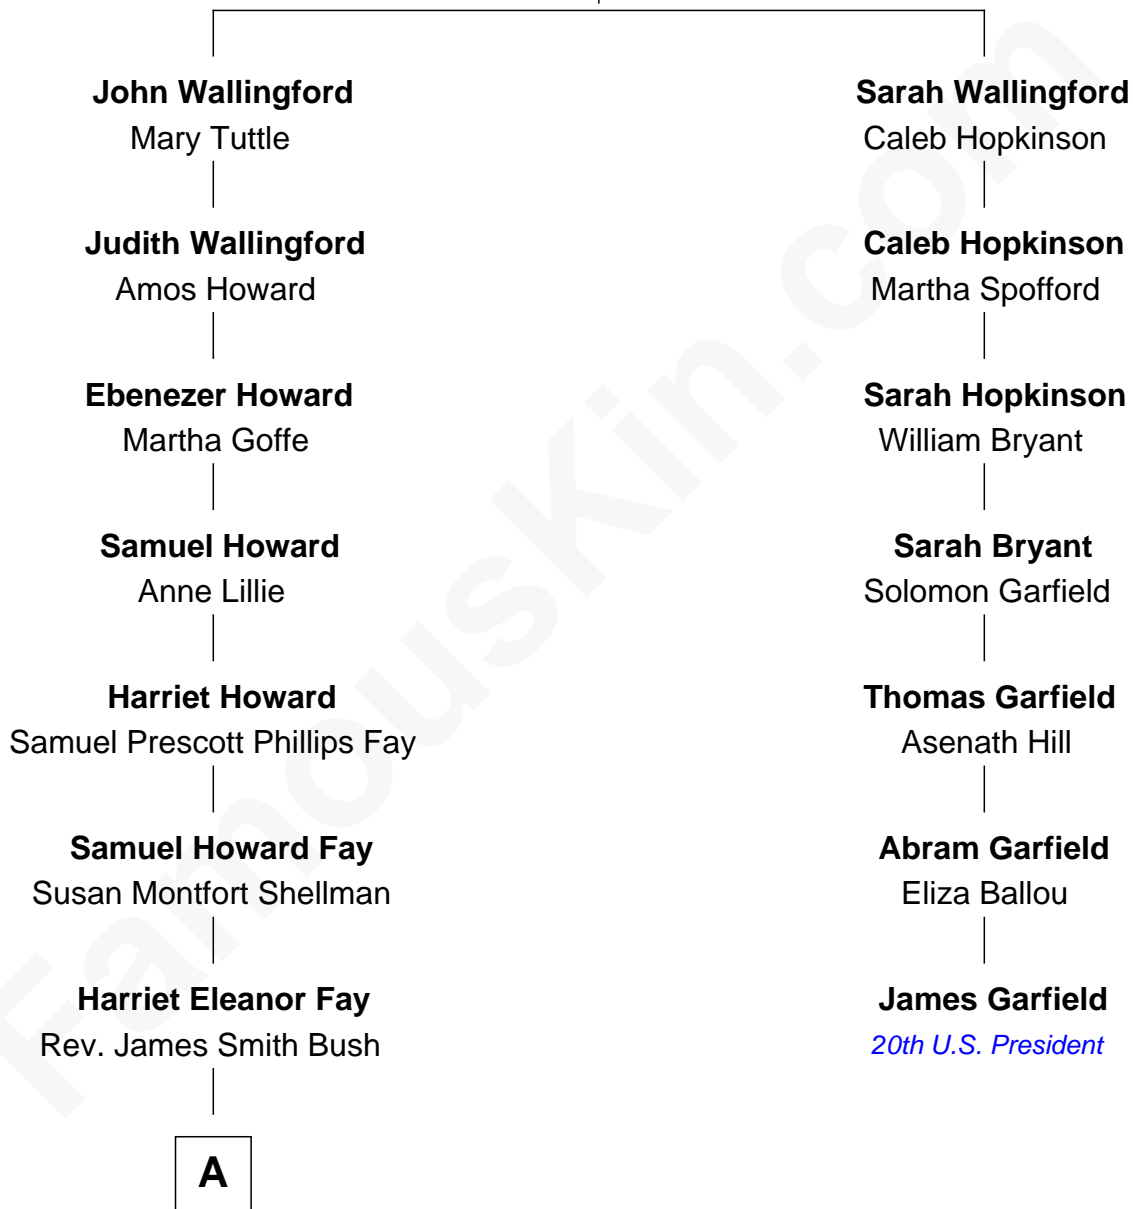 John Wallingford
Mary Tuttle
Judith Wallingford
Amos Howard
Ebenezer Howard
Martha Goffe
Samuel Howard
Anne Lillie
Harriet Howard
Samuel Prescott Phillips Fay
Samuel Howard Fay
Susan Montfort Shellman
Harriet Eleanor Fay
Rev. James Smith Bush
A
Sarah Wallingford
Caleb Hopkinson
Caleb Hopkinson
Martha Spofford
Sarah Hopkinson
William Bryant
Sarah Bryant
Solomon Garfield
Thomas Garfield
Asenath Hill
Abram Garfield
Eliza Ballou
James Garfield
20th U.S. President
FamousKin.com